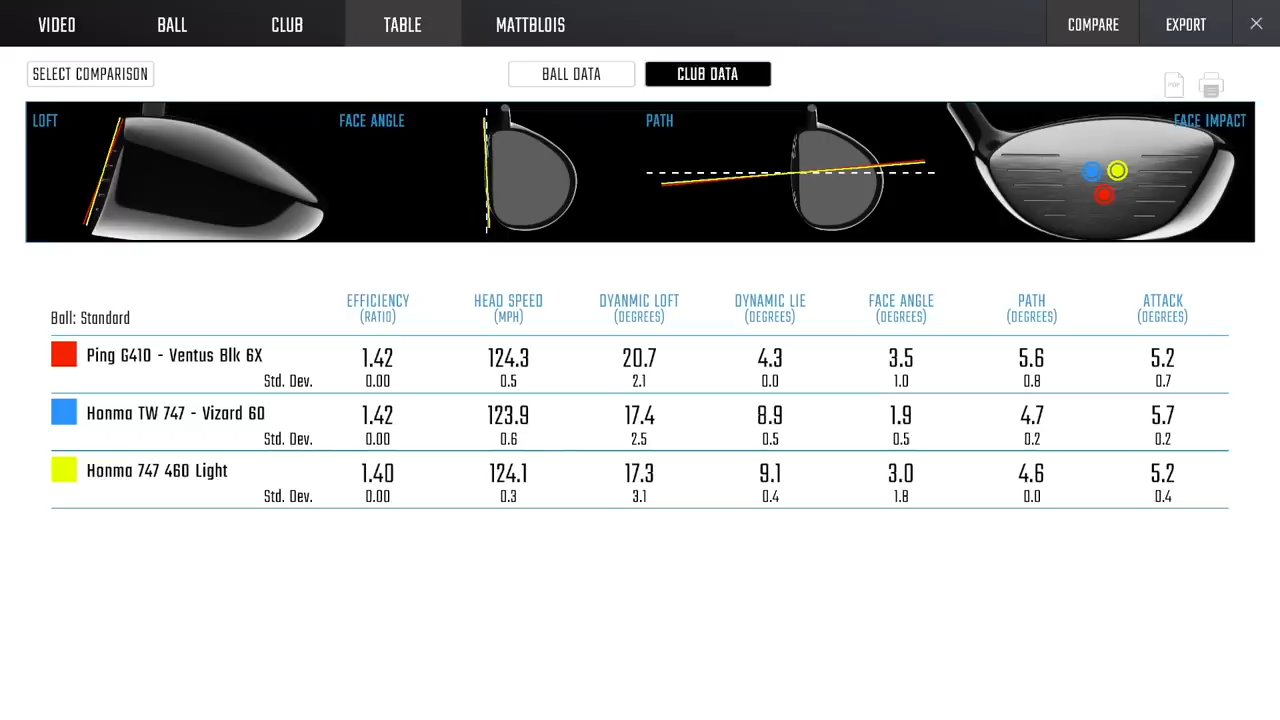 VIDEO BALL CLUB TABLE MATTBLOIS COMPARE EXPORT
SELECT COMPARISON BALL DATA CLUB DATA
PDF
LOFT FACE ANGLE PATH FACE IMPACT
EFFICIENCY HEAD SPEED DYANMIC LOFT DYNAMIC LIE FACE ANGLE PATH ATTACK
Ball: Standard (RATIO) (MPH) (DEGREES) (DEGREES) (DEGREES) (DEGREES) (DEGREES)
Ping G410 - Ventus Blk 6X 1.42 124.3 20.7 4.3 3.5 5.6 5.2
Std. Dev. 0.00 0.5 2.1 0.0 1.0 0.8 0.7
Honma TW 747 - Vizard 60 1.42 123.9 17.4 8.9 1.9 4.7 5.7
Std. Dev. 0.00 0.6 2.5 0.5 0.5 0.2 0.2
Honma 747 460 Light 1.40 124.1 17.3 9.1 3.0 4.6 5.2
Std. Dev. 0.00 0.3 3.1 0.4 1.8 0.0 0.4